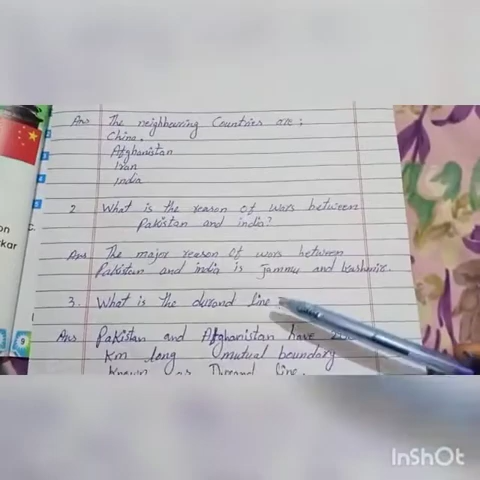 Ans The neighbouring Countries are;
China.
Afghanistan
Iran
India
2. What is the reason of wars between
Pakistan and india?
Ans The major reason of wars between
Pakistan and india is Jammu and Kashmir.
3. What is the durand line
Ans Pakistan and Afghanistan have
Km long mutual boundary
known as line.
on
kar
InShOt